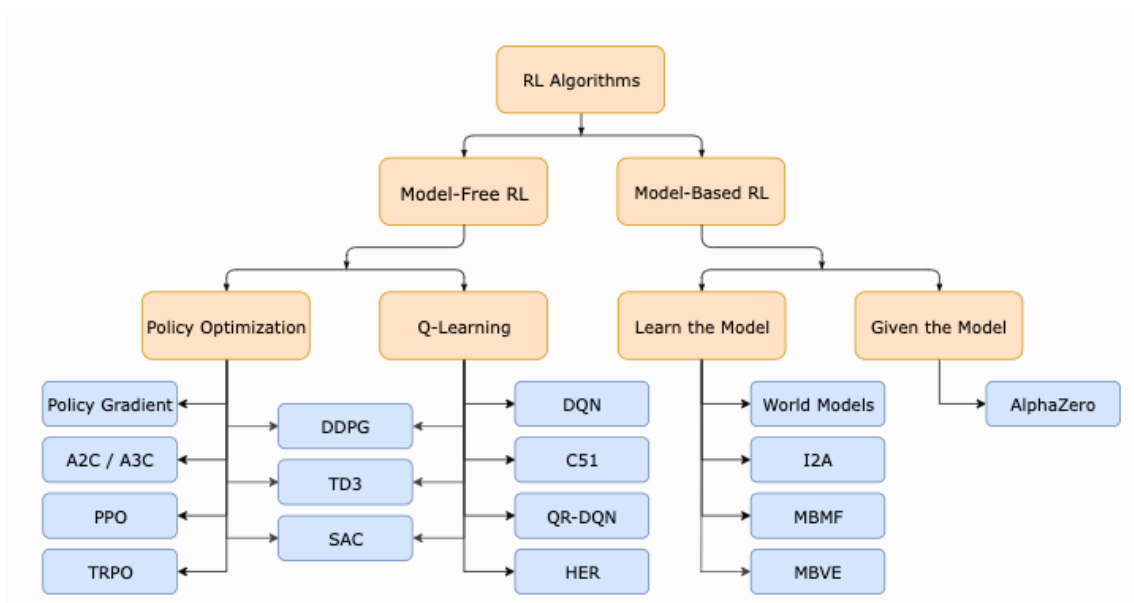 RL Algorithms
Model-Free RL
Model-Based RL
Policy Optimization
Q-Learning
Learn the Model
Given the Model
Policy Gradient
DDPG
DQN
World Models
AlphaZero
A2C / A3C
TD3
C51
I2A
PPO
SAC
QR-DQN
MBMF
TRPO
HER
MBVE